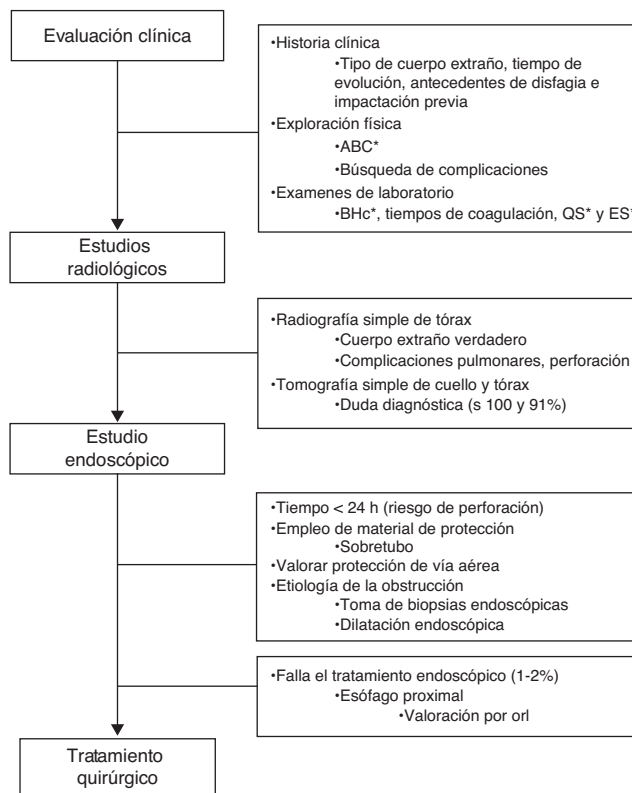 Evaluación clínica
•Historia clínica
•Tipo de cuerpo extraño, tiempo de
evolución, antecedentes de disfagia e
impactación previa
•Exploración física
•ABC*
•Búsqueda de complicaciones
•Examenes de laboratorio
•BHc*, tiempos de coagulación, QS* y ES*
Estudios
radiológicos
•Radiografía simple de tórax
•Cuerpo extraño verdadero
•Complicaciones pulmonares, perforación
•Tomografía simple de cuello y tórax
•Duda diagnóstica (s 100 y 91%)
Estudio
endoscópico
•Tiempo < 24 h (riesgo de perforación)
•Empleo de material de protección
•Sobretubo
•Valorar protección de vía aérea
•Etiología de la obstrucción
•Toma de biopsias endoscópicas
•Dilatación endoscópica
•Falla el tratamiento endoscópico (1-2%)
•Esófago proximal
•Valoración por orl
Tratamiento
quirúrgico